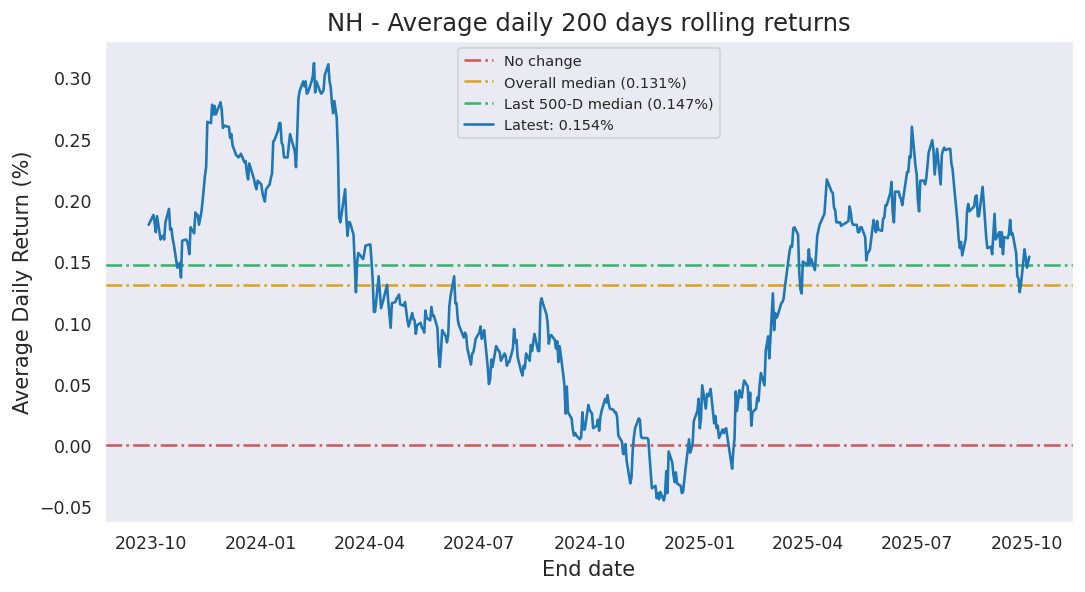 NH - Average daily 200 days rolling returns
No change
Overall median (0.131%)
Last 500-D median (0.147%)
Latest: 0.154%
Average Daily Return (%)
0.30
0.25
0.20
0.15
0.10
0.05
0.00
−0.05
2023-10 2024-01 2024-04 2024-07 2024-10 2025-01 2025-04 2025-07 2025-10
End date